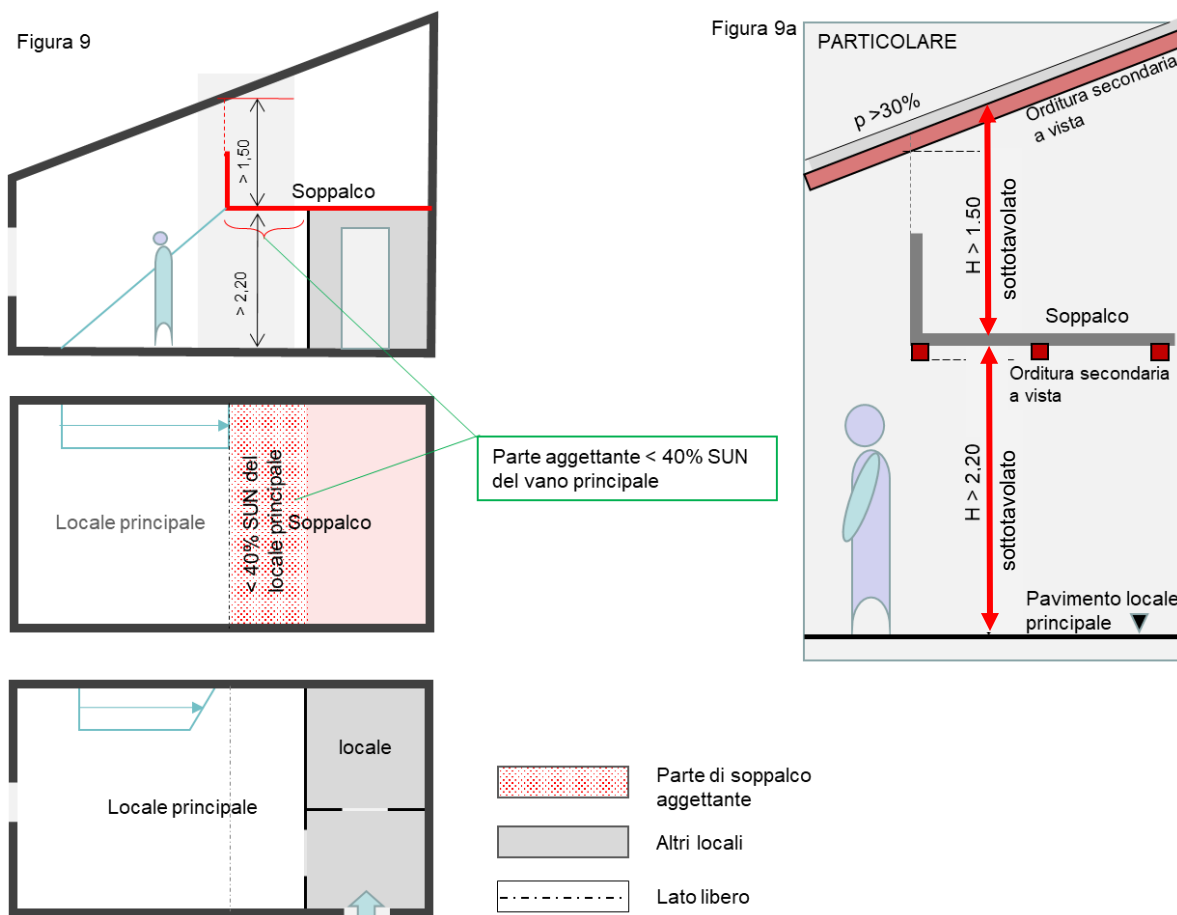 Figura 9
> 1,50
Soppalco
> 2,20
Locale principale
< 40% SUN del
locale principale
Soppalco
Parte aggettante < 40% SUN
del vano principale
Locale principale
locale
Parte di soppalco
aggettante
Altri locali
Lato libero
Figura 9a
PARTICOLARE
p >30%
Orditura secondaria
a vista
H > 1.50
sottotavolato
Soppalco
Orditura secondaria
a vista
H > 2,20
sottotavolato
Pavimento locale
principale